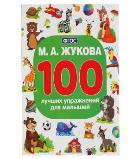 ФГОС
М. А. ЖУКОВА
100
лучших упражнений
для малышей